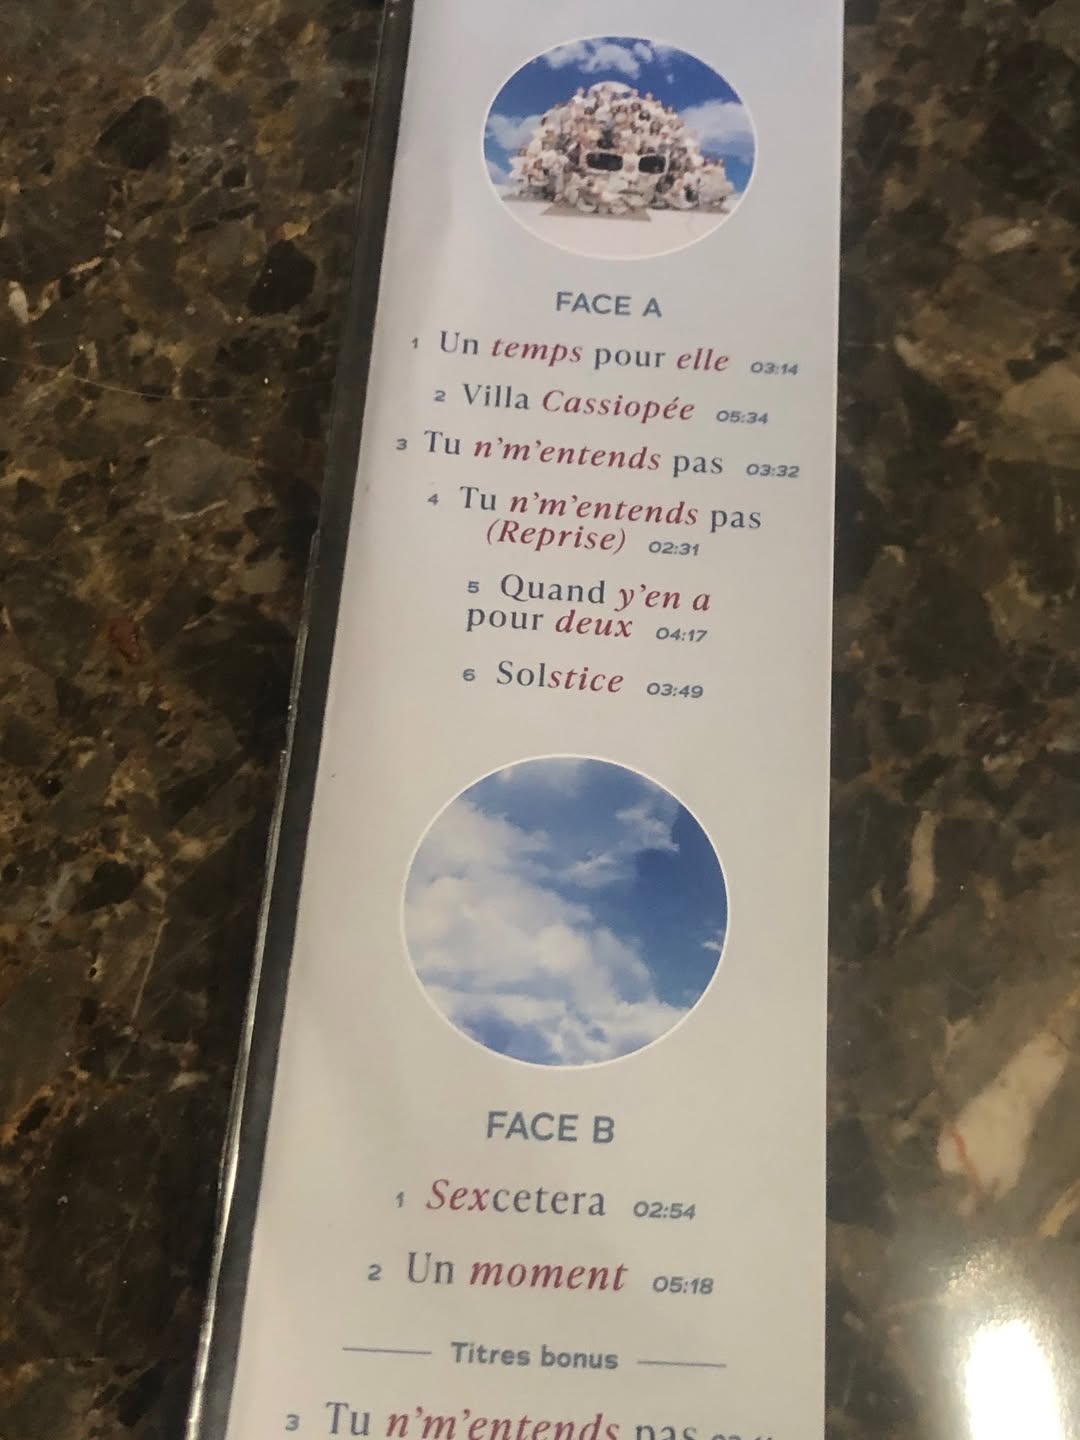 FACE A
1 Un temps pour elle 03:14
2 Villa Cassiopée 05:34
3 Tu n'm'entends pas 03:32
4 Tu n'm'entends pas
(Reprise) 02:31
5 Quand y'en a
pour deux 04:17
6 Solstice 03:49
FACE B
1 Sexcetera 02:54
2 Un moment 05:18
Titres bonus
3 Tu n'm'entends pas